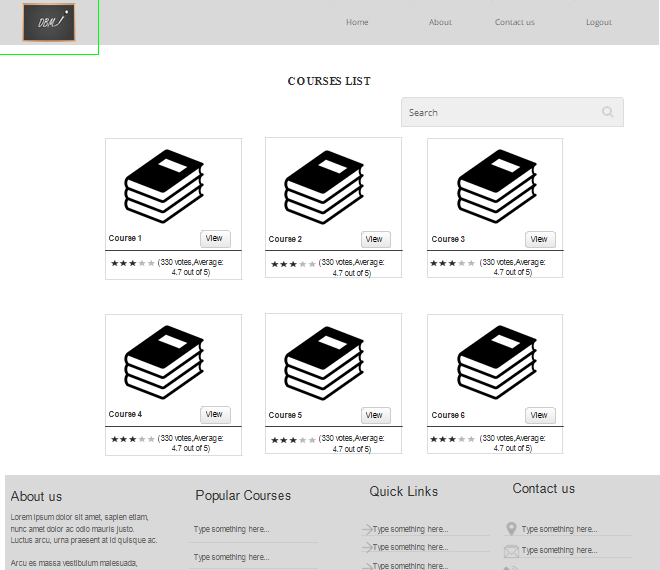 DBM
Home About Contact us Logout
COURSES LIST
Search
Course 1 View
(330 votes,Average:
4.7 out of 5)
Course 2 View
(330 votes,Average:
4.7 out of 5)
Course 3 View
(330 votes,Average:
4.7 out of 5)
Course 4 View
(330 votes,Average:
4.7 out of 5)
Course 5 View
(330 votes,Average:
4.7 out of 5)
Course 6 View
(330 votes,Average:
4.7 out of 5)
About us
Lorem ipsum dolor sit amet, sapien etiam,
nunc amet dolor ac odio mauris justo.
Luctus arcu, urna praesent at id quisque ac.
Arcu es massa vestibulum malesuada,
Popular Courses
Type something here...
Type something here...
Quick Links
Type something here...
Type something here...
Type something here...
Contact us
Type something here...
Type something here...